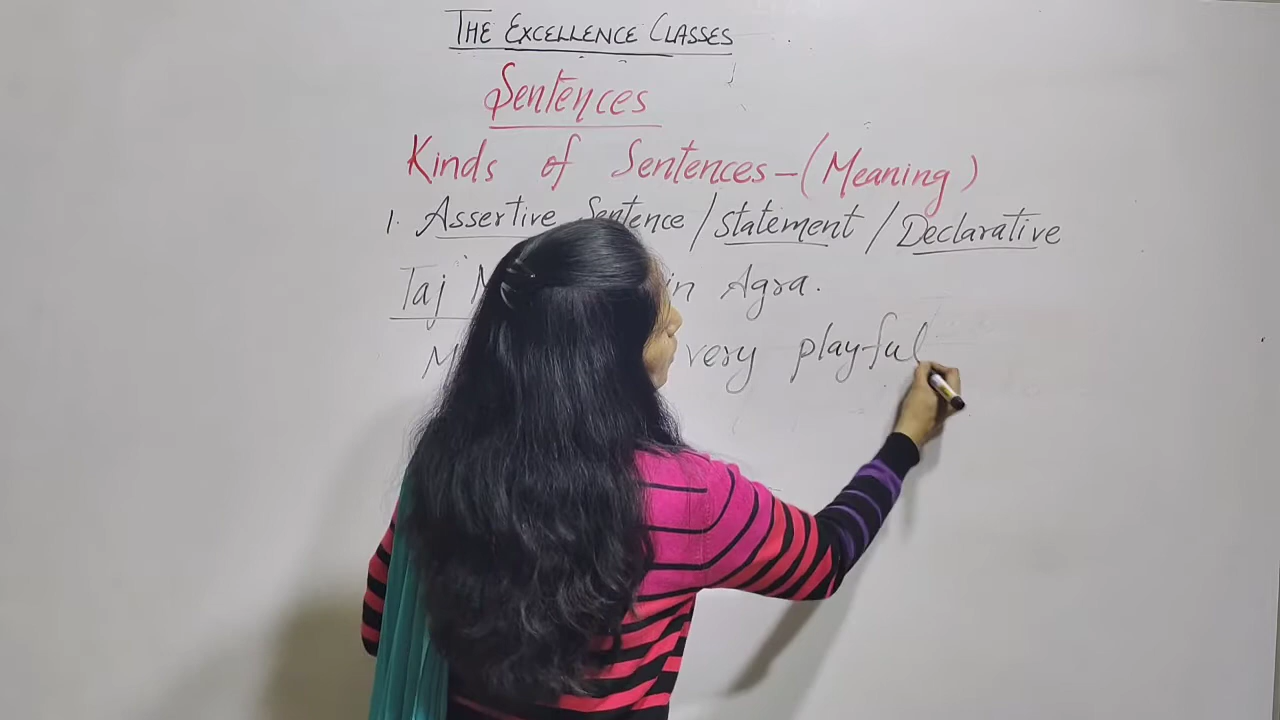 THE EXCELLENCE CLASSES
Sentences
Kinds of Sentences-(Meaning)
1. Assertive Sentence/Statement/Declarative
Taj in Agra.
very playful